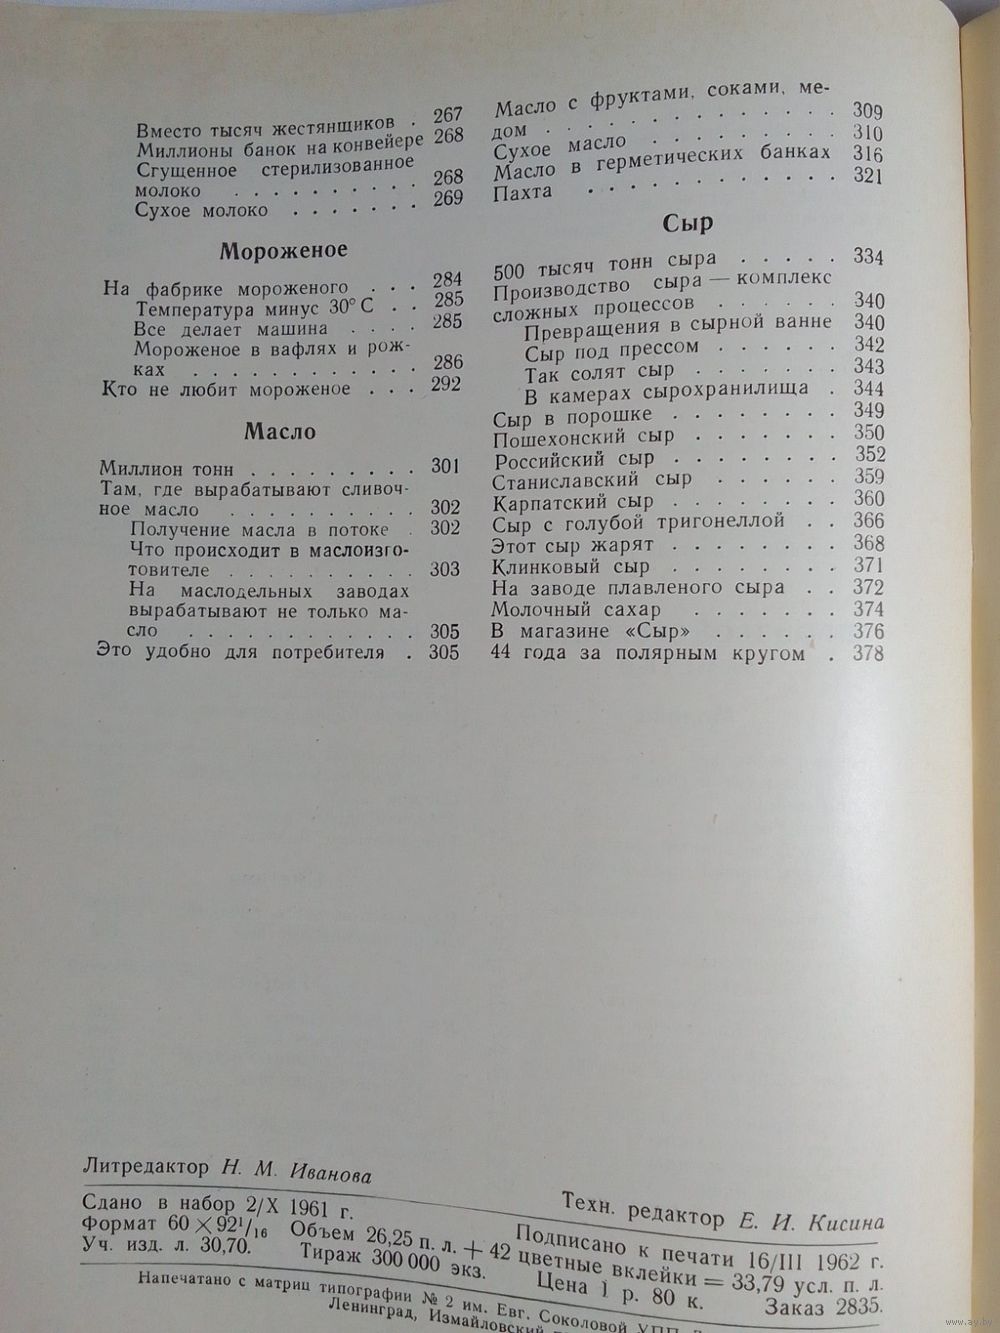 Вместо тысяч жестянщиков . 267
Миллионы банок на конвейере 268
Сгущенное стерилизованное
молоко . . . . . . . . . . 268
Сухое молоко . . . . . . . 269
Мороженое
На фабрике мороженого . . . 284
Температура минус 30° С . . 285
Все делает машина . . . . 285
Мороженое в вафлях и рож-
ках . . . . . . . . . . . . 286
Кто не любит мороженое . . . 292
Масло
Миллион тонн . . . . . . . . . 301
Там, где вырабатывают сливоч-
ное масло . . . . . . . . . . 302
Получение масла в потоке . 302
Что происходит в маслоизго-
товителе . . . . . . . . . . 303
На маслодельных заводах
вырабатывают не только ма-
сло . . . . . . . . . . . . 305
Это удобно для потребителя . 305
Масло с фруктами, соками, ме-
дом . . . . . . . . . . . . . 309
Сухое масло . . . . . . . . . 310
Масло в герметических банках 316
Пахта . . . . . . . . . . . . 321
Сыр
500 тысяч тонн сыра . . . . . 334
Производство сыра — комплекс
сложных процессов . . . . . . 340
Превращения в сырной ванне 340
Сыр под прессом . . . . . . 342
Так солят сыр . . . . . . . 343
В камерах сырохранилища . 344
Сыр в порошке . . . . . . . . 349
Пошехонский сыр . . . . . . . 350
Российский сыр . . . . . . . . 352
Станиславский сыр . . . . . . 359
Карпатский сыр . . . . . . . 360
Сыр с голубой тригонеллой . . 366
Этот сыр жарят . . . . . . . . 368
Клинковый сыр . . . . . . . . 371
На заводе плавленого сыра . . 372
Молочный сахар . . . . . . . 374
В магазине «Сыр» . . . . . . 376
44 года за полярным кругом . 378
Литредактор Н. М. Иванова
Техн. редактор Е. И. Кисина
Сдано в набор 2/X 1961 г.
Подписано к печати 16/III 1962 г.
Формат 60 × 92 1/16
Объем 26,25 п. л. + 42 цветные вклейки = 33,79 усл. п. л.
Уч. изд. л. 30,70.
Тираж 300 000 экз.
Цена 1 р. 80 к.
Заказ 2835.
Напечатано с матриц типографии № 2 им. Евг. Соколовой УПП
Ленинград, Измайловский
www.ay.by